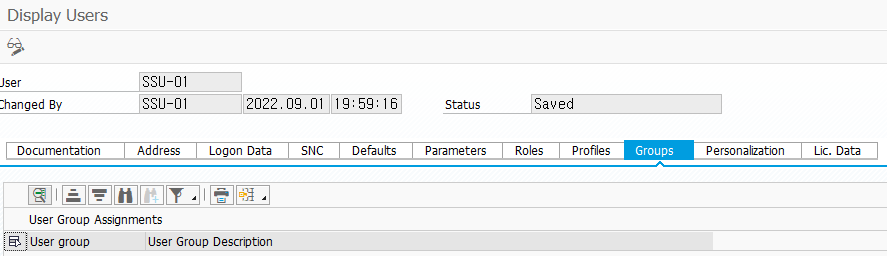 Display Users
User SSU-01
Changed By SSU-01 2022.09.01 19:59:16 Status Saved
Documentation Address Logon Data SNC Defaults Parameters Roles Profiles Groups Personalization Lic. Data
User Group Assignments
User group User Group Description